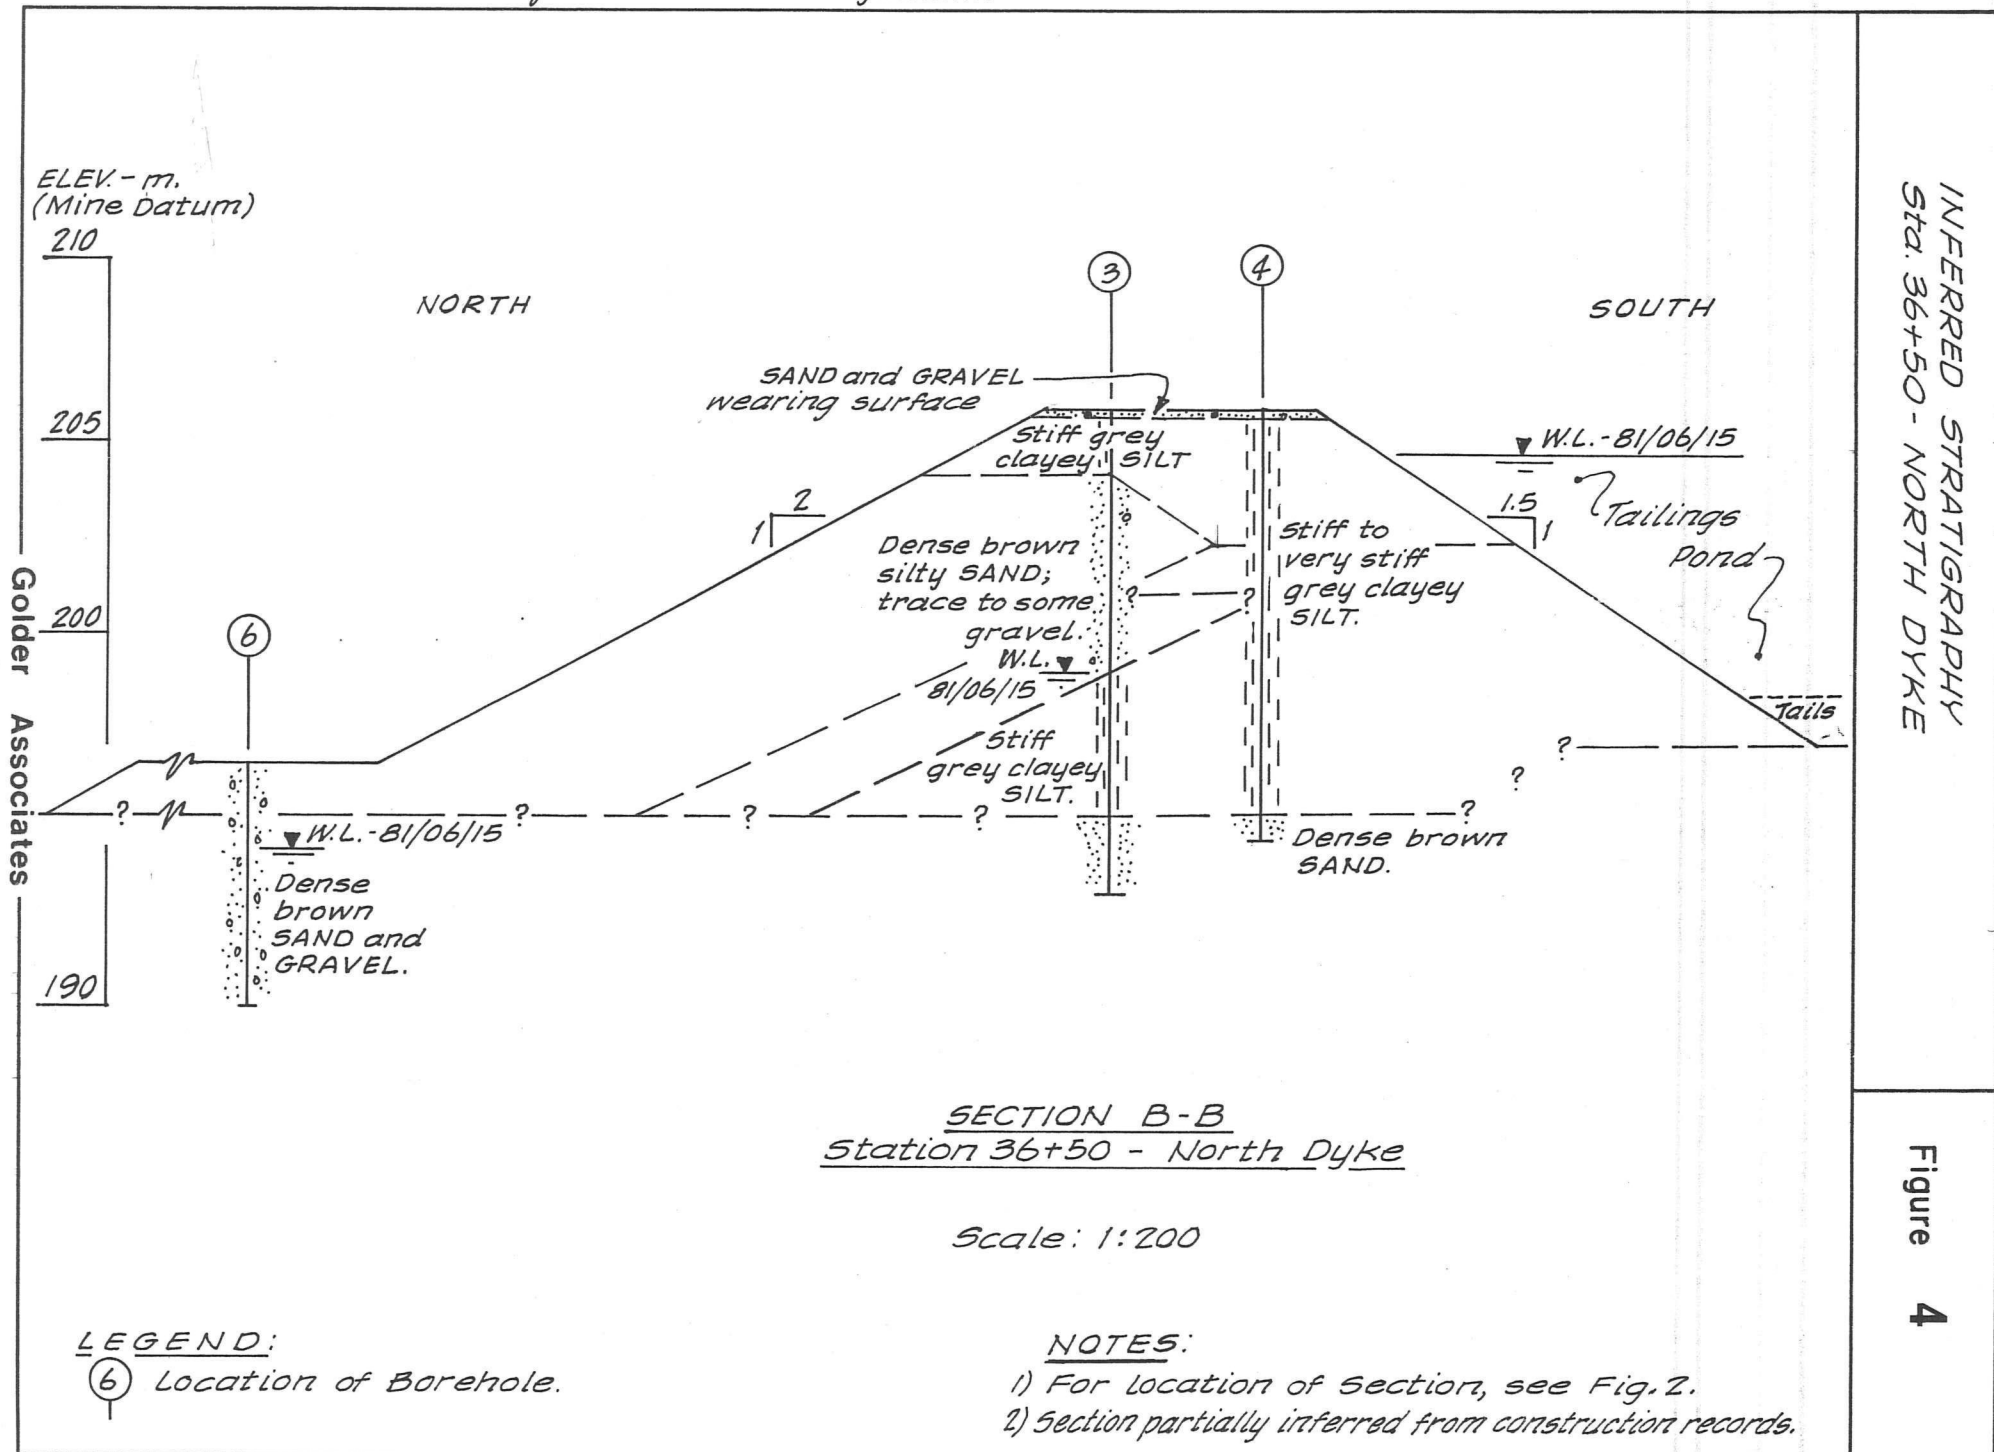 ELEV.- m.
(Mine Datum)
210
205
200
190
NORTH
SOUTH
3
4
6
SAND and GRAVEL
wearing surface
Stiff grey
clayey SILT
W.L.-81/06/15
Tailings
Pond
2
1
1.5
1
Dense brown
silty SAND;
trace to some
gravel.
Stiff to
very stiff
grey clayey
SILT.
?
?
W.L.
81/06/15
Stiff
grey clayey
SILT.
Tails
?
?
?
?
?
?
?
W.L.-81/06/15
Dense
brown
SAND and
GRAVEL.
Dense brown
SAND.
SECTION B-B
Station 36+50 - North Dyke
Scale: 1:200
LEGEND:
6 Location of Borehole.
NOTES:
1) For location of Section, see Fig. 2.
2) Section partially inferred from construction records.
Golder Associates
INFERRED STRATIGRAPHY
Sta. 36+50 - NORTH DYKE
Figure 4